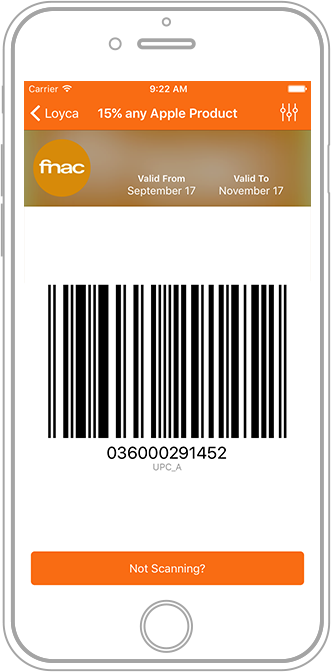 Carrier 9:22 AM
Loyca 15% any Apple Product
fnac
Valid From Valid To
September 17 November 17
036000291452
UPC_A
Not Scanning?